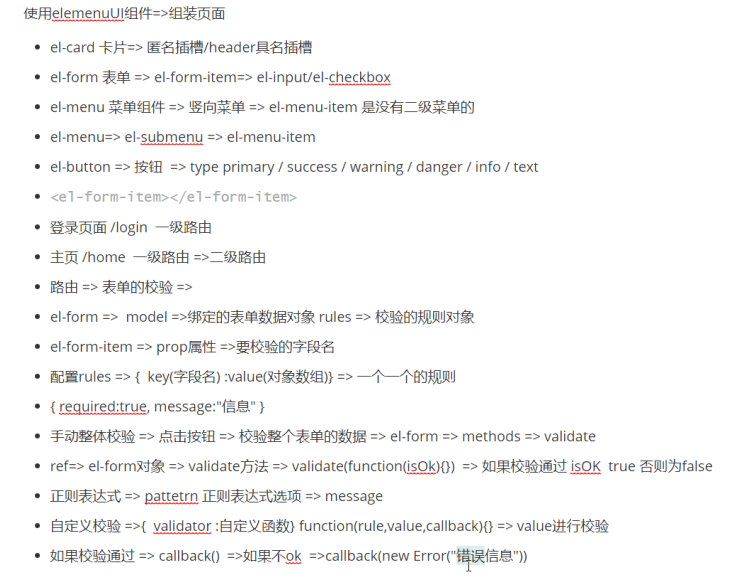 使用elemenuUI组件=>组装页面
el-card 卡片=> 匿名插槽/header具名插槽
el-form 表单 => el-form-item=> el-input/el-checkbox
el-menu 菜单组件 => 竖向菜单 => el-menu-item 是没有二级菜单的
el-menu=> el-submenu => el-menu-item
el-button => 按钮 => type primary / success / warning / danger / info / text
<el-form-item></el-form-item>
登录页面 /login 一级路由
主页 /home 一级路由 =>二级路由
路由 => 表单的校验 =>
el-form => model =>绑定的表单数据对象 rules => 校验的规则对象
el-form-item => prop属性 =>要校验的字段名
配置rules => { key(字段名) :value(对象数组)} => 一个一个的规则
{ required:true, message:"信息" }
手动整体校验 => 点击按钮 => 校验整个表单的数据 => el-form => methods => validate
ref=> el-form对象 => validate方法 => validate(function(isOk){}) => 如果校验通过 isOK true 否则为false
正则表达式 => pattetrn 正则表达式选项 => message
自定义校验 =>{ validator :自定义函数} function(rule,value,callback){} => value进行校验
如果校验通过 => callback() =>如果不ok =>callback(new Error("错误信息"))